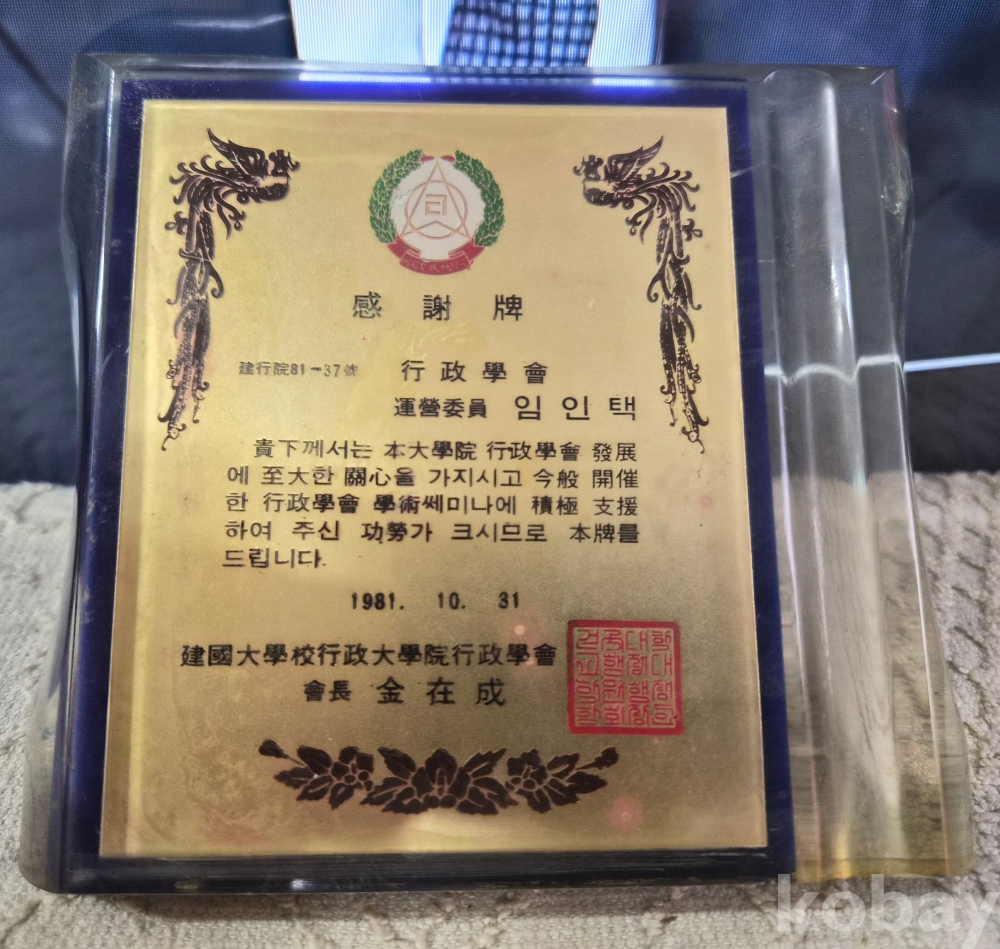 感謝牌
建行院81-37號 行政學會
運營委員 임인택
貴下께서는 本大學院 行政學會 發展
에 至大한 關心을 가지시고 今般 開催
한 行政學會 學術쎄미나에 積極 支援
하여 주신 功勞가 크시므로 本牌를
드립니다.
1981. 10. 31
建國大學校行政大學院行政學會
會長 金在成
kobay